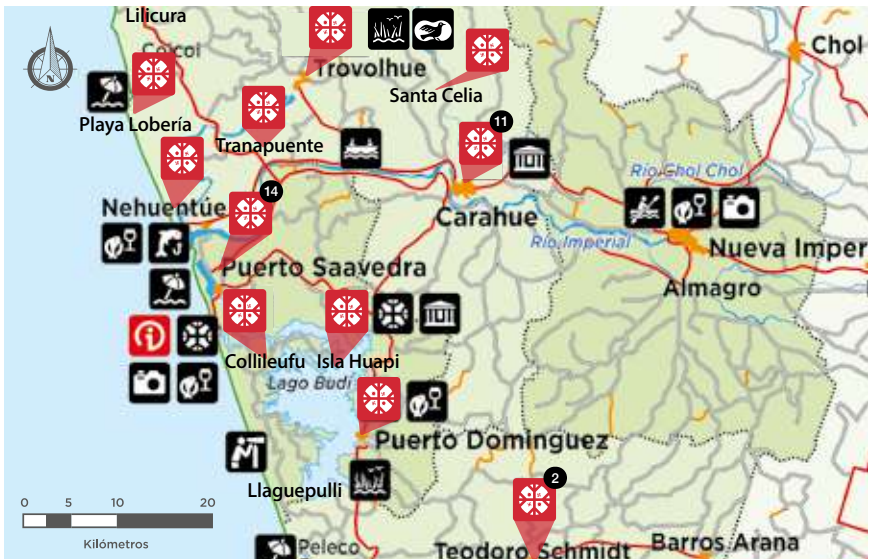 Lilicura
Coicoi
Trovolhue
Chol
Santa Celia
Playa Lobería
Tranapuente
11
Río Chol Chol
14
Nehuentúe
Carahue
Río Imperial
Nueva Imper
Puerto Saavedra
Almagro
Collileufu
Isla Huapi
Lago Budi
Puerto Dominguez
Llaguepulli
2
0 5 10 20
Kilómetros
Peleco
Teodoro Schmidt
Barros Arana
N